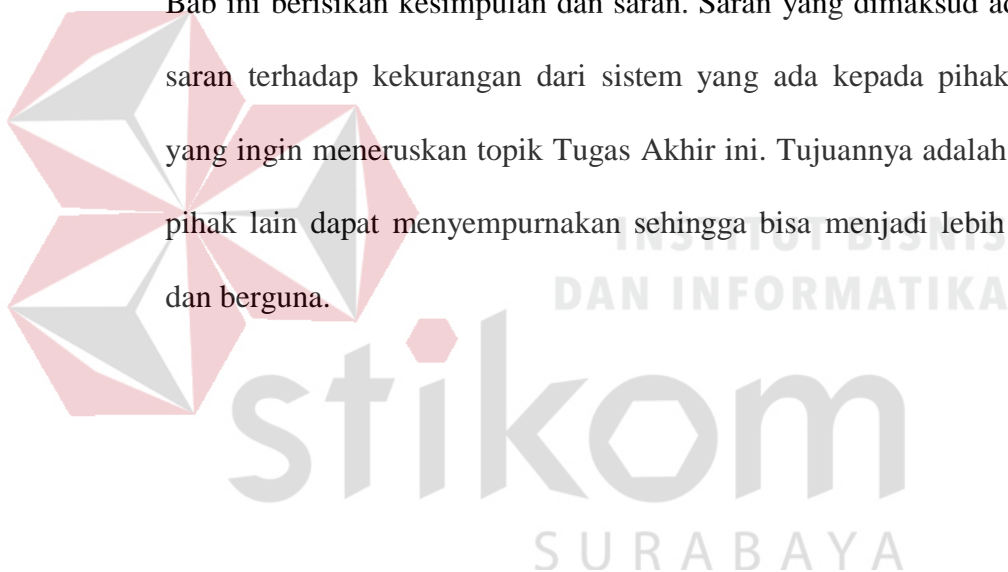 Bab ini berisikan kesimpulan dan saran. Saran yang dimaksud
saran terhadap kekurangan dari sistem yang ada kepada pihak
yang ingin meneruskan topik Tugas Akhir ini. Tujuannya adalah
pihak lain dapat menyempurnakan sehingga bisa menjadi lebih
INSTITUT BISNIS
dan berguna.
DAN INFORMATIKA
stikom
SURABAYA